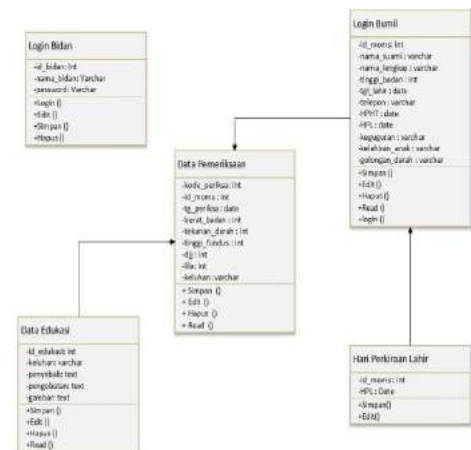 Login Bidan
-id_bidan: int
-nama_bidan: Varchar
-password: Varchar
+Login ()
+Edit ()
+Simpan ()
+Hapus ()
Login Bumil
-id_moms: int
-nama_suami : varchar
-nama_lengkap : varchar
-tinggi_badan : int
-tgl_lahir : date
-telepon : varchar
-HPHT : date
-HPL : date
-keguguran : varchar
-kelahiran_anak : varchar
-golongan_darah : varchar
+Simpan ()
+Edit ()
+Hapus ()
+Read ()
+login ()
Data Pemeriksaan
-kode_periksa : int
-id_moms : int
-tg_periksa : date
-berat_badan : int
-tekanan_darah : int
-tinggi_fundus : int
-djj : int
-lila : int
-keluhan : varchar
+ Simpan ()
+ Edit ()
+ Hapus ()
+ Read ()
Data Edukasi
-id_edukasi: int
-keluhan: varchar
-penyebab: text
-pengobatan: text
-gambar: text
+Simpan ()
+Edit ()
+Hapus ()
+Read ()
Hari Perkiraan Lahir
-id_moms : int
-HPL : Date
+Simpan()
+Edit()